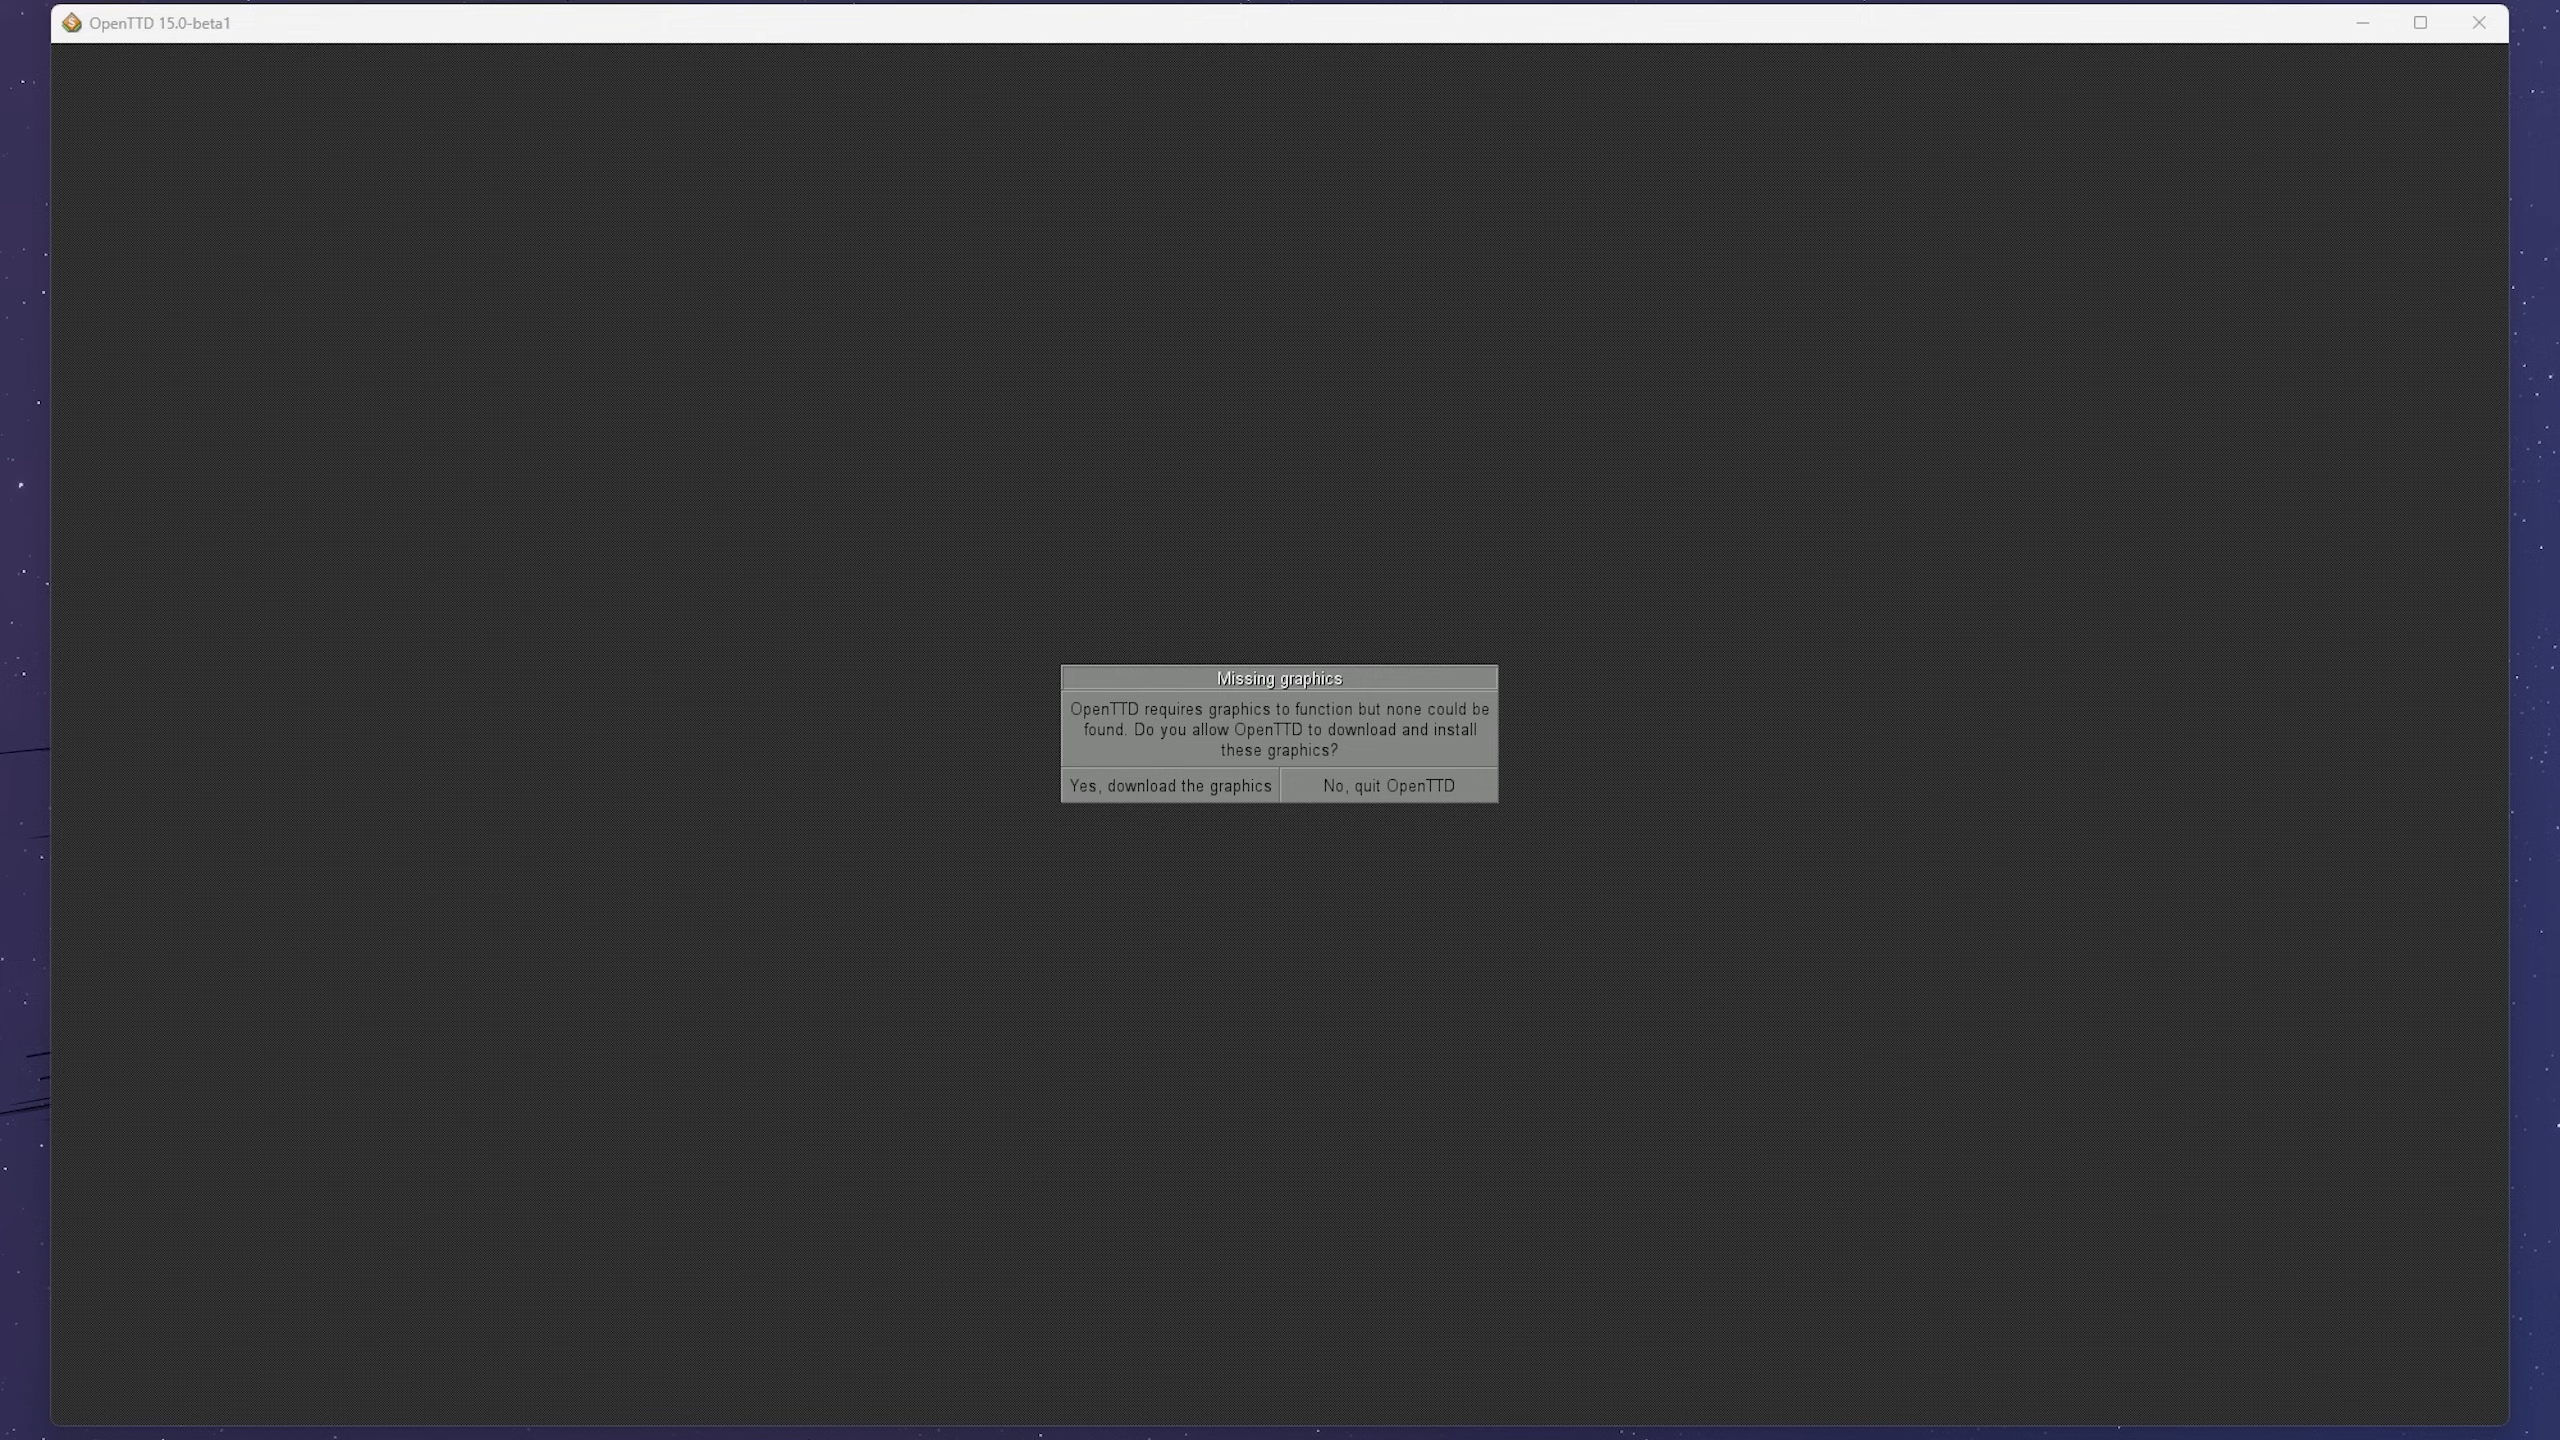 OpenTTD 15.0-beta1
Missing graphics
OpenTTD requires graphics to function but none could be
found. Do you allow OpenTTD to download and install
these graphics?
Yes, download the graphics
No, quit OpenTTD